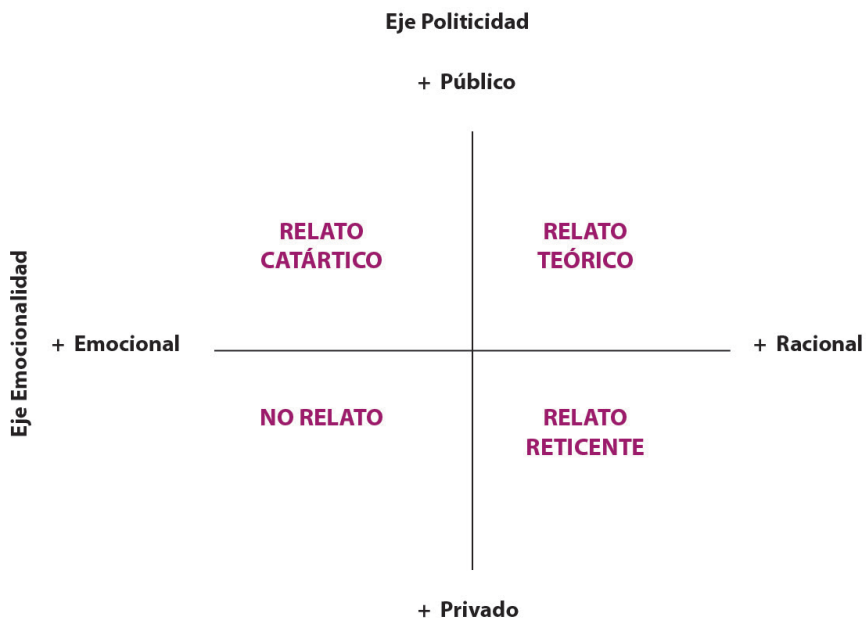 Eje Politicidad
+ Público
RELATO
CATÁRTICO
RELATO
TEÓRICO
Eje Emocionalidad
+ Emocional
+ Racional
NO RELATO
RELATO
RETICENTE
+ Privado